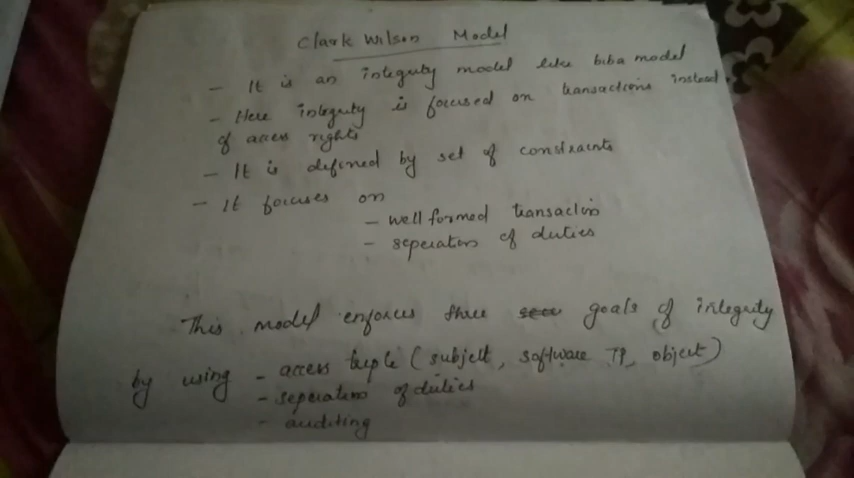 Clark Wilson Model
- It is an integrity model like biba model
- Here integrity is focused on transactions instead
of access rights
- It is defined by set of constraints
- It focuses on
- well formed transaction
- seperation of duties
This model enforces three goals of integrity
by using - access triple (subject, software TP, object)
- seperation of duties
- auditing